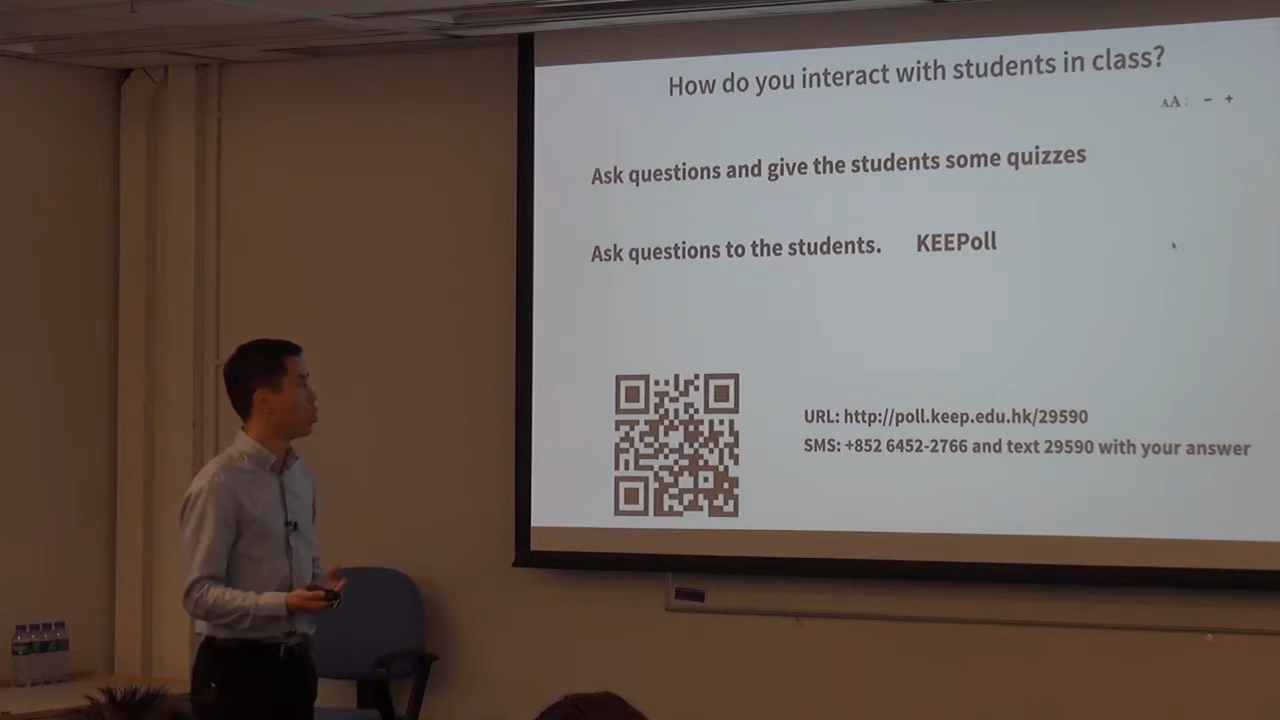 How do you interact with students in class?
AA: - +
Ask questions and give the students some quizzes
Ask questions to the students. KEEPoll
URL: http://poll.keep.edu.hk/29590
SMS: +852 6452-2766 and text 29590 with your answer